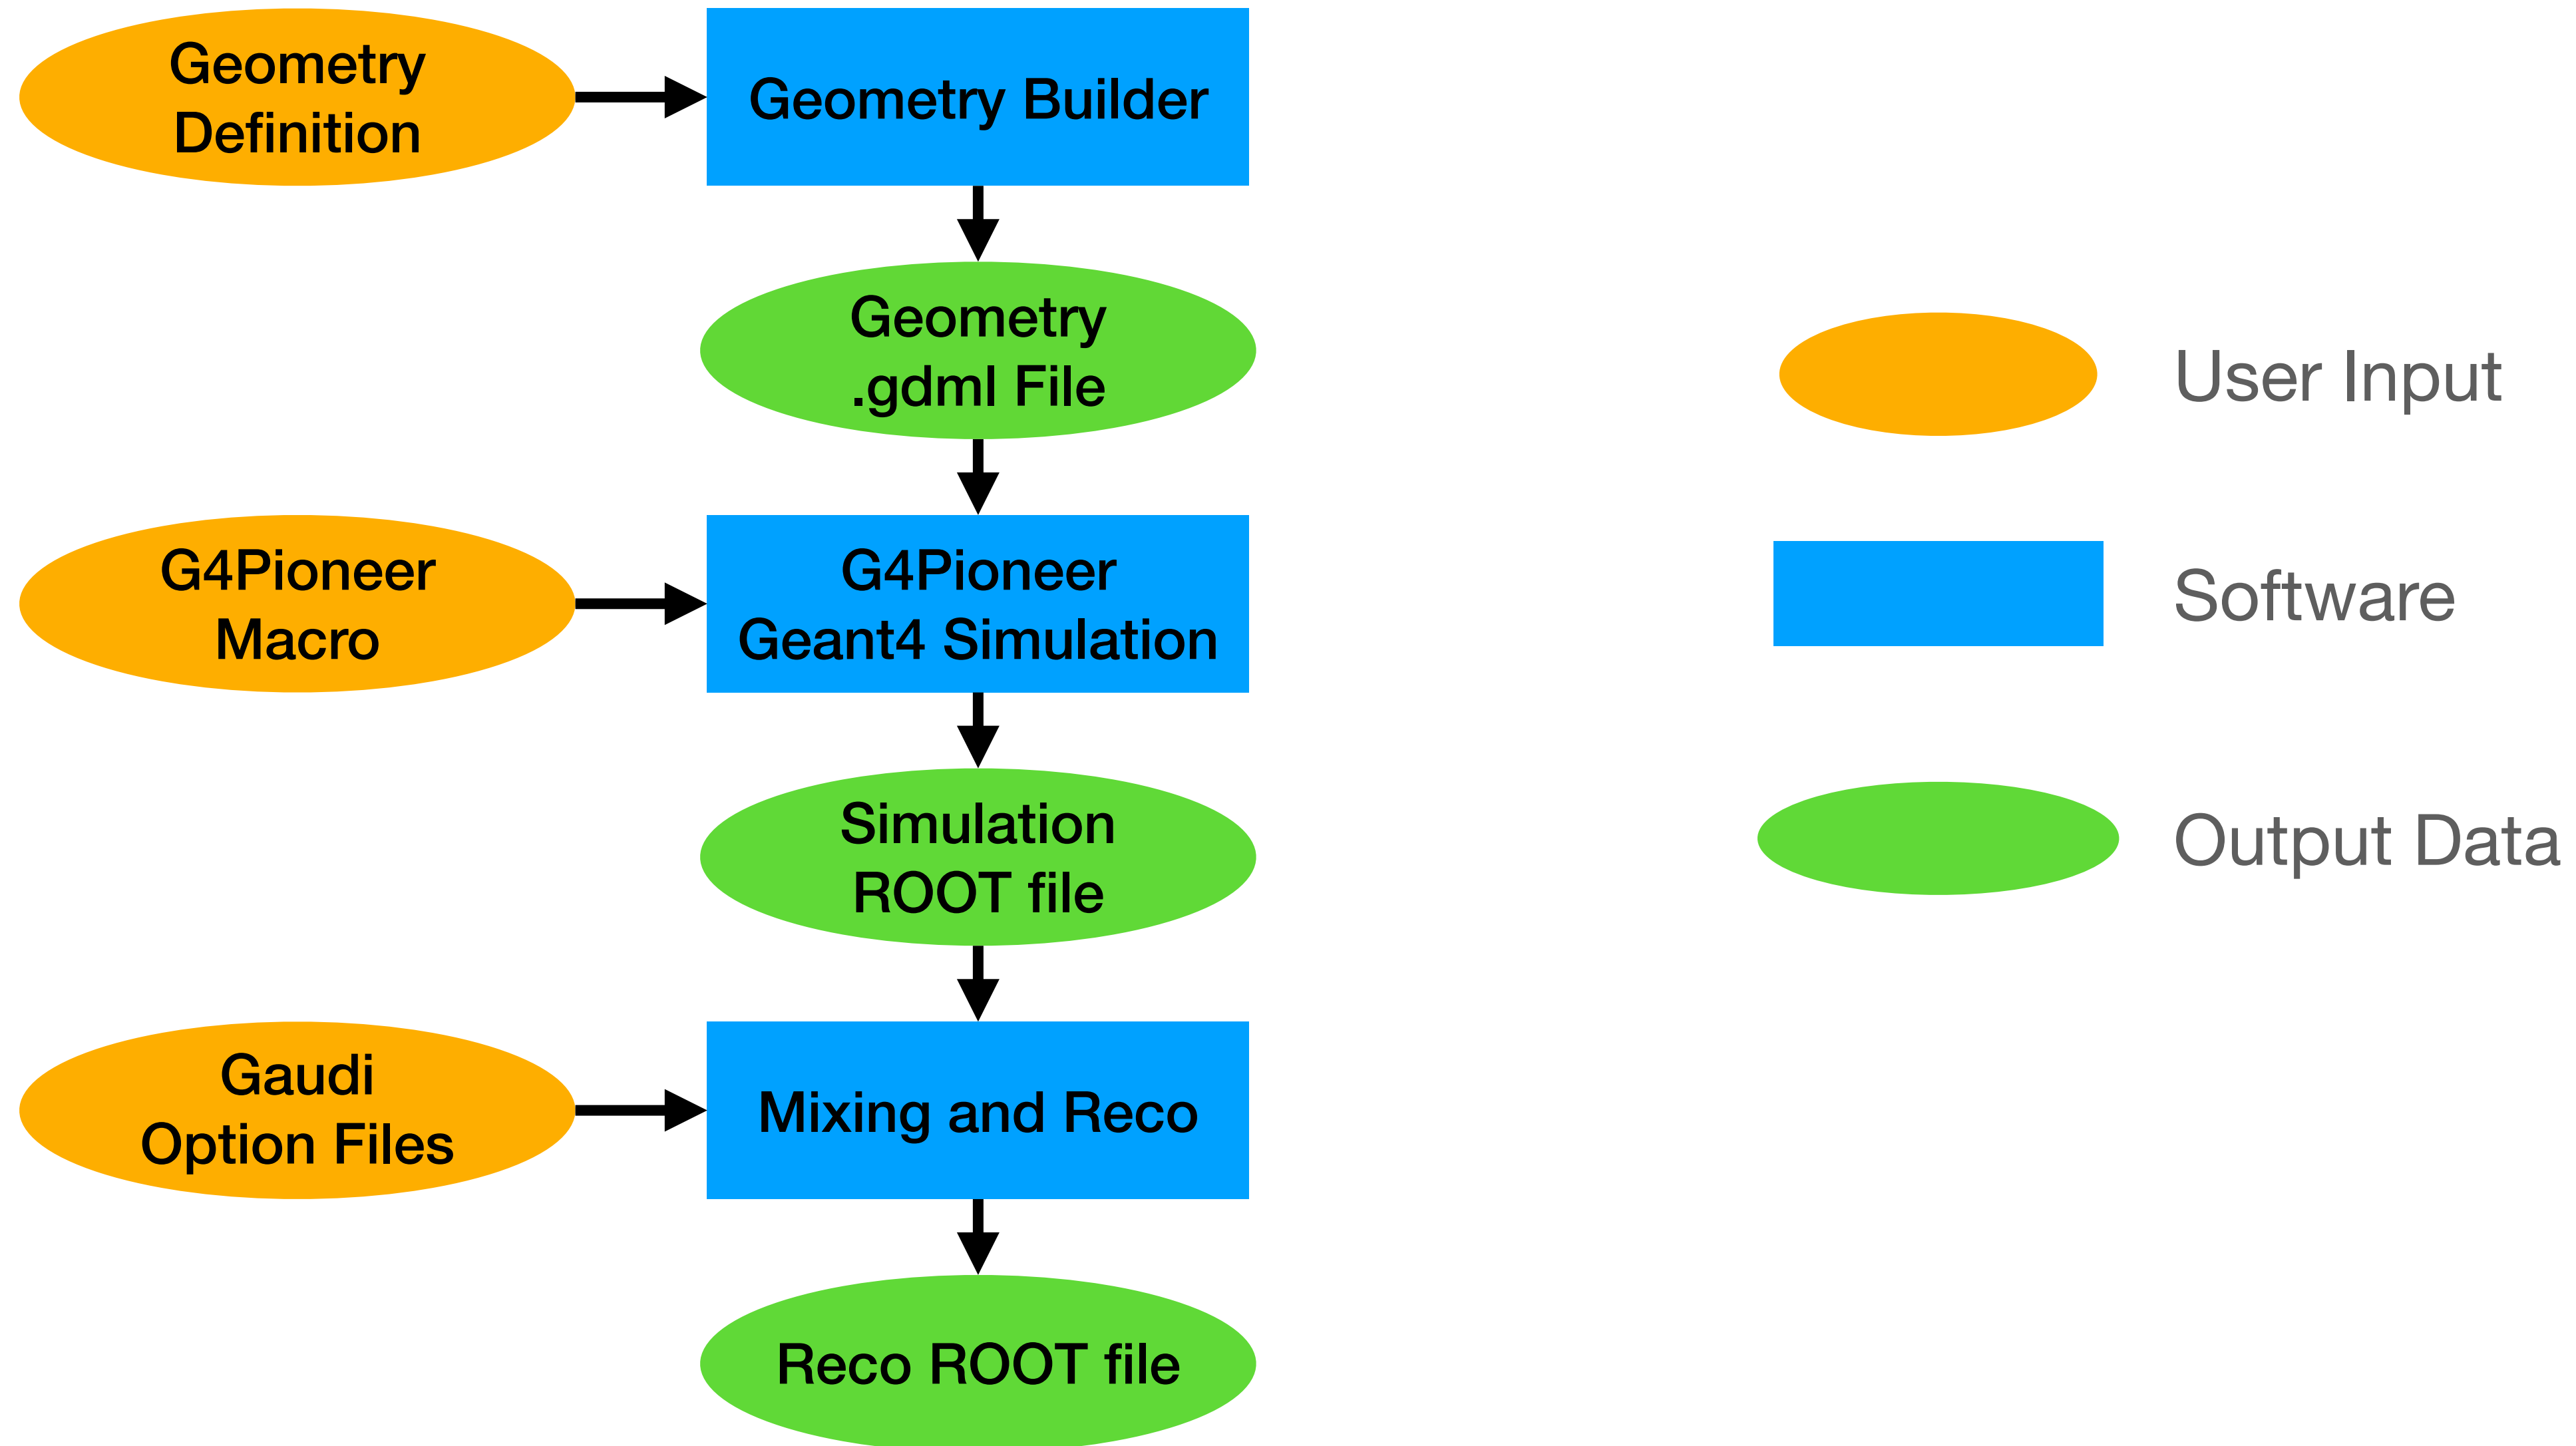 Geometry
Definition
Geometry Builder
Geometry
.gdml File
G4Pioneer
Macro
G4Pioneer
Geant4 Simulation
Simulation
ROOT file
Gaudi
Option Files
Mixing and Reco
Reco ROOT file
User Input
Software
Output Data